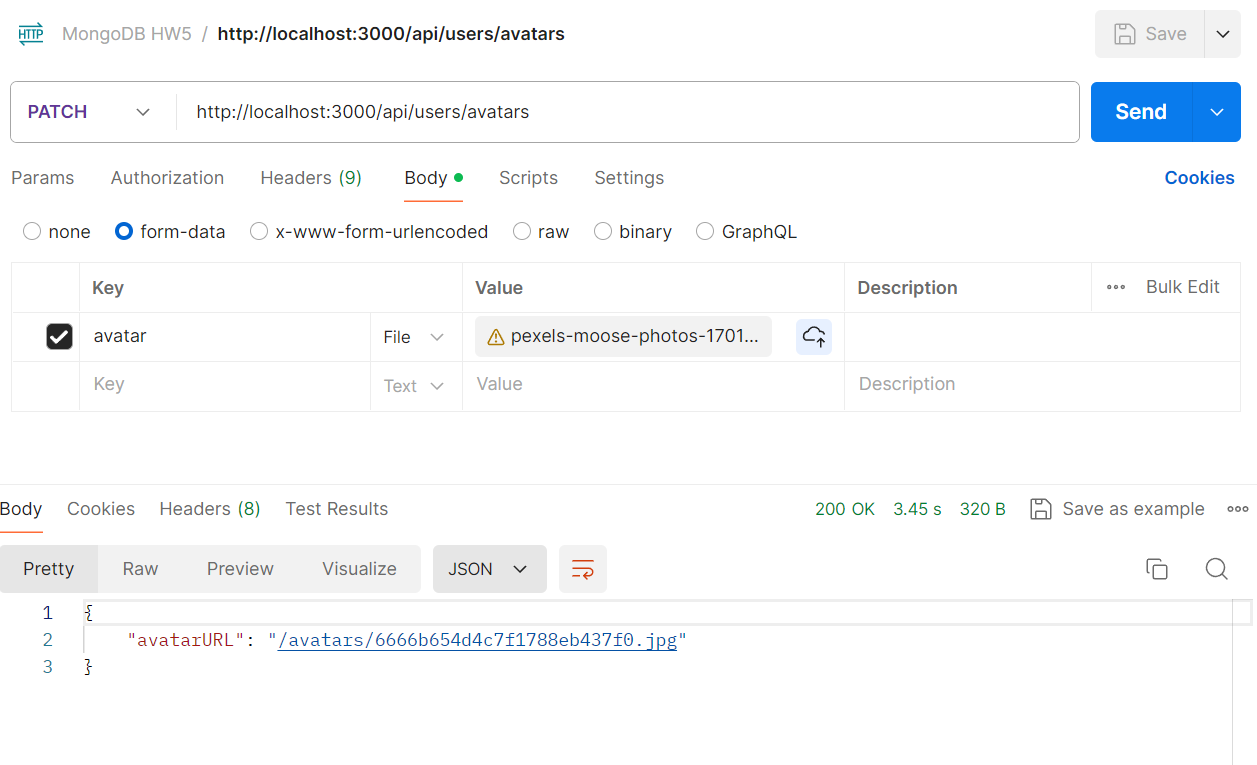 HTTP MongoDB HW5 / http://localhost:3000/api/users/avatars Save
PATCH http://localhost:3000/api/users/avatars Send
Params Authorization Headers (9) Body Scripts Settings Cookies
none form-data x-www-form-urlencoded raw binary GraphQL
Key Value Description ••• Bulk Edit
avatar File pexels-moose-photos-1701...
Key Text Value Description
Body Cookies Headers (8) Test Results 200 OK 3.45 s 320 B Save as example •••
Pretty Raw Preview Visualize JSON
1 {
2 "avatarURL": "/avatars/6666b654d4c7f1788eb437f0.jpg"
3 }